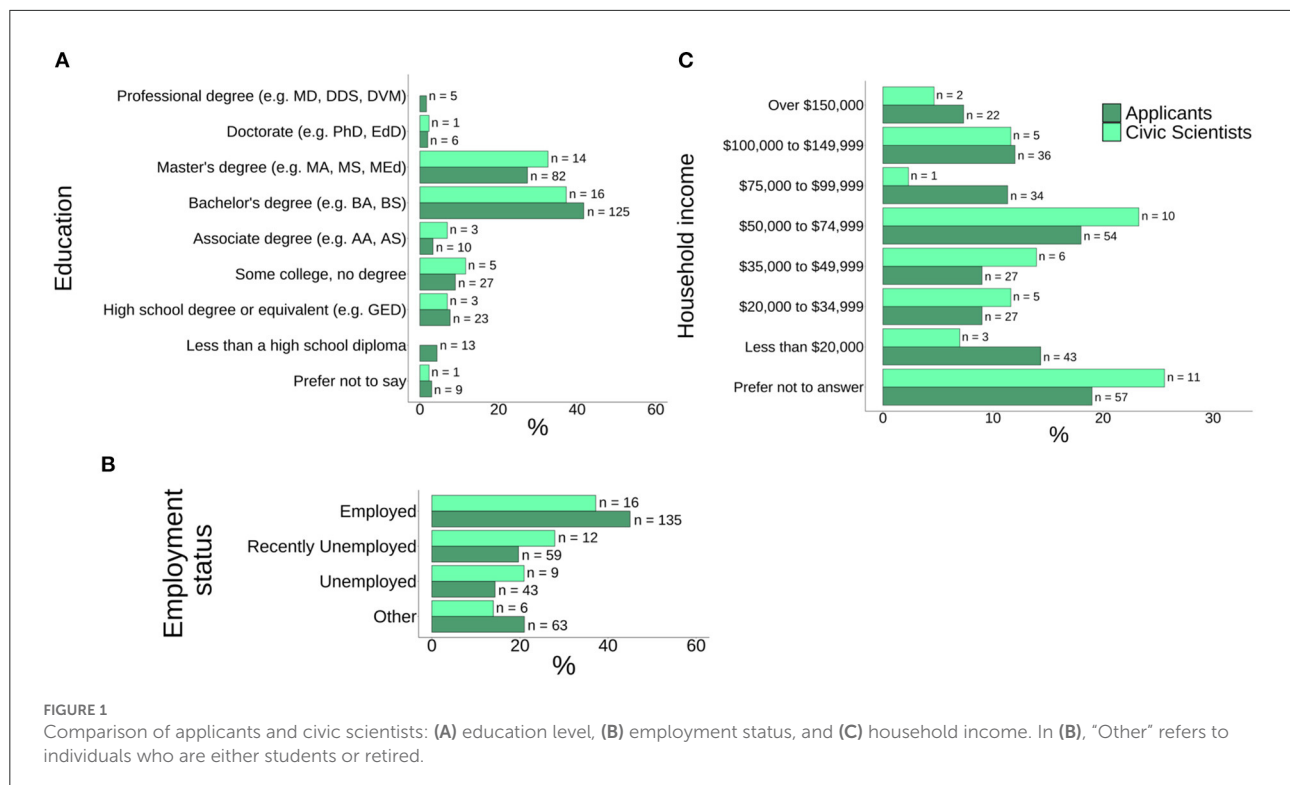 A
Education
Professional degree (e.g. MD, DDS, DVM)
n = 5
Doctorate (e.g. PhD, EdD)
n = 1
n = 6
Master's degree (e.g. MA, MS, MEd)
n = 14
n = 82
Bachelor's degree (e.g. BA, BS)
n = 16
n = 125
Associate degree (e.g. AA, AS)
n = 3
n = 10
Some college, no degree
n = 5
n = 27
High school degree or equivalent (e.g. GED)
n = 3
n = 23
Less than a high school diploma
n = 13
Prefer not to say
n = 1
n = 9
0 20 40 60
%
B
Employment
status
Employed
n = 16
n = 135
Recently Unemployed
n = 12
n = 59
Unemployed
n = 9
n = 43
Other
n = 6
n = 63
0 20 40 60
%
C
Household income
Over $150,000
n = 2
n = 22
$100,000 to $149,999
n = 5
n = 36
$75,000 to $99,999
n = 1
n = 34
$50,000 to $74,999
n = 10
n = 54
$35,000 to $49,999
n = 6
n = 27
$20,000 to $34,999
n = 5
n = 27
Less than $20,000
n = 3
n = 43
Prefer not to answer
n = 11
n = 57
0 10 20 30
%
Applicants
Civic Scientists
FIGURE 1
Comparison of applicants and civic scientists: (A) education level, (B) employment status, and (C) household income. In (B), “Other” refers to
individuals who are either students or retired.